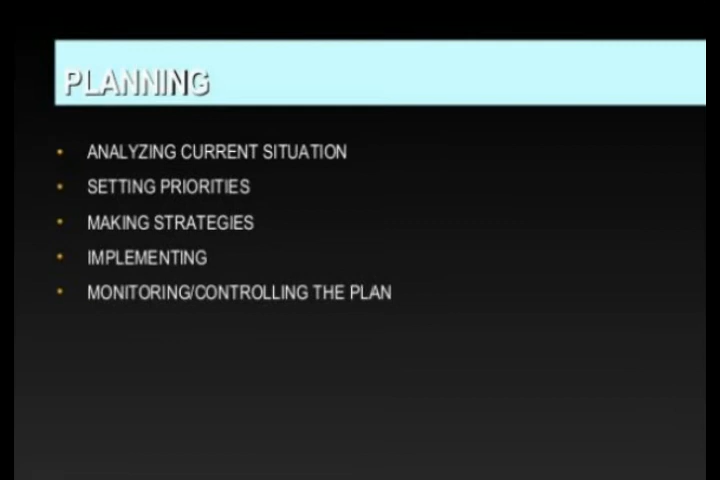 PLANNING
ANALYZING CURRENT SITUATION
SETTING PRIORITIES
MAKING STRATEGIES
IMPLEMENTING
MONITORING/CONTROLLING THE PLAN